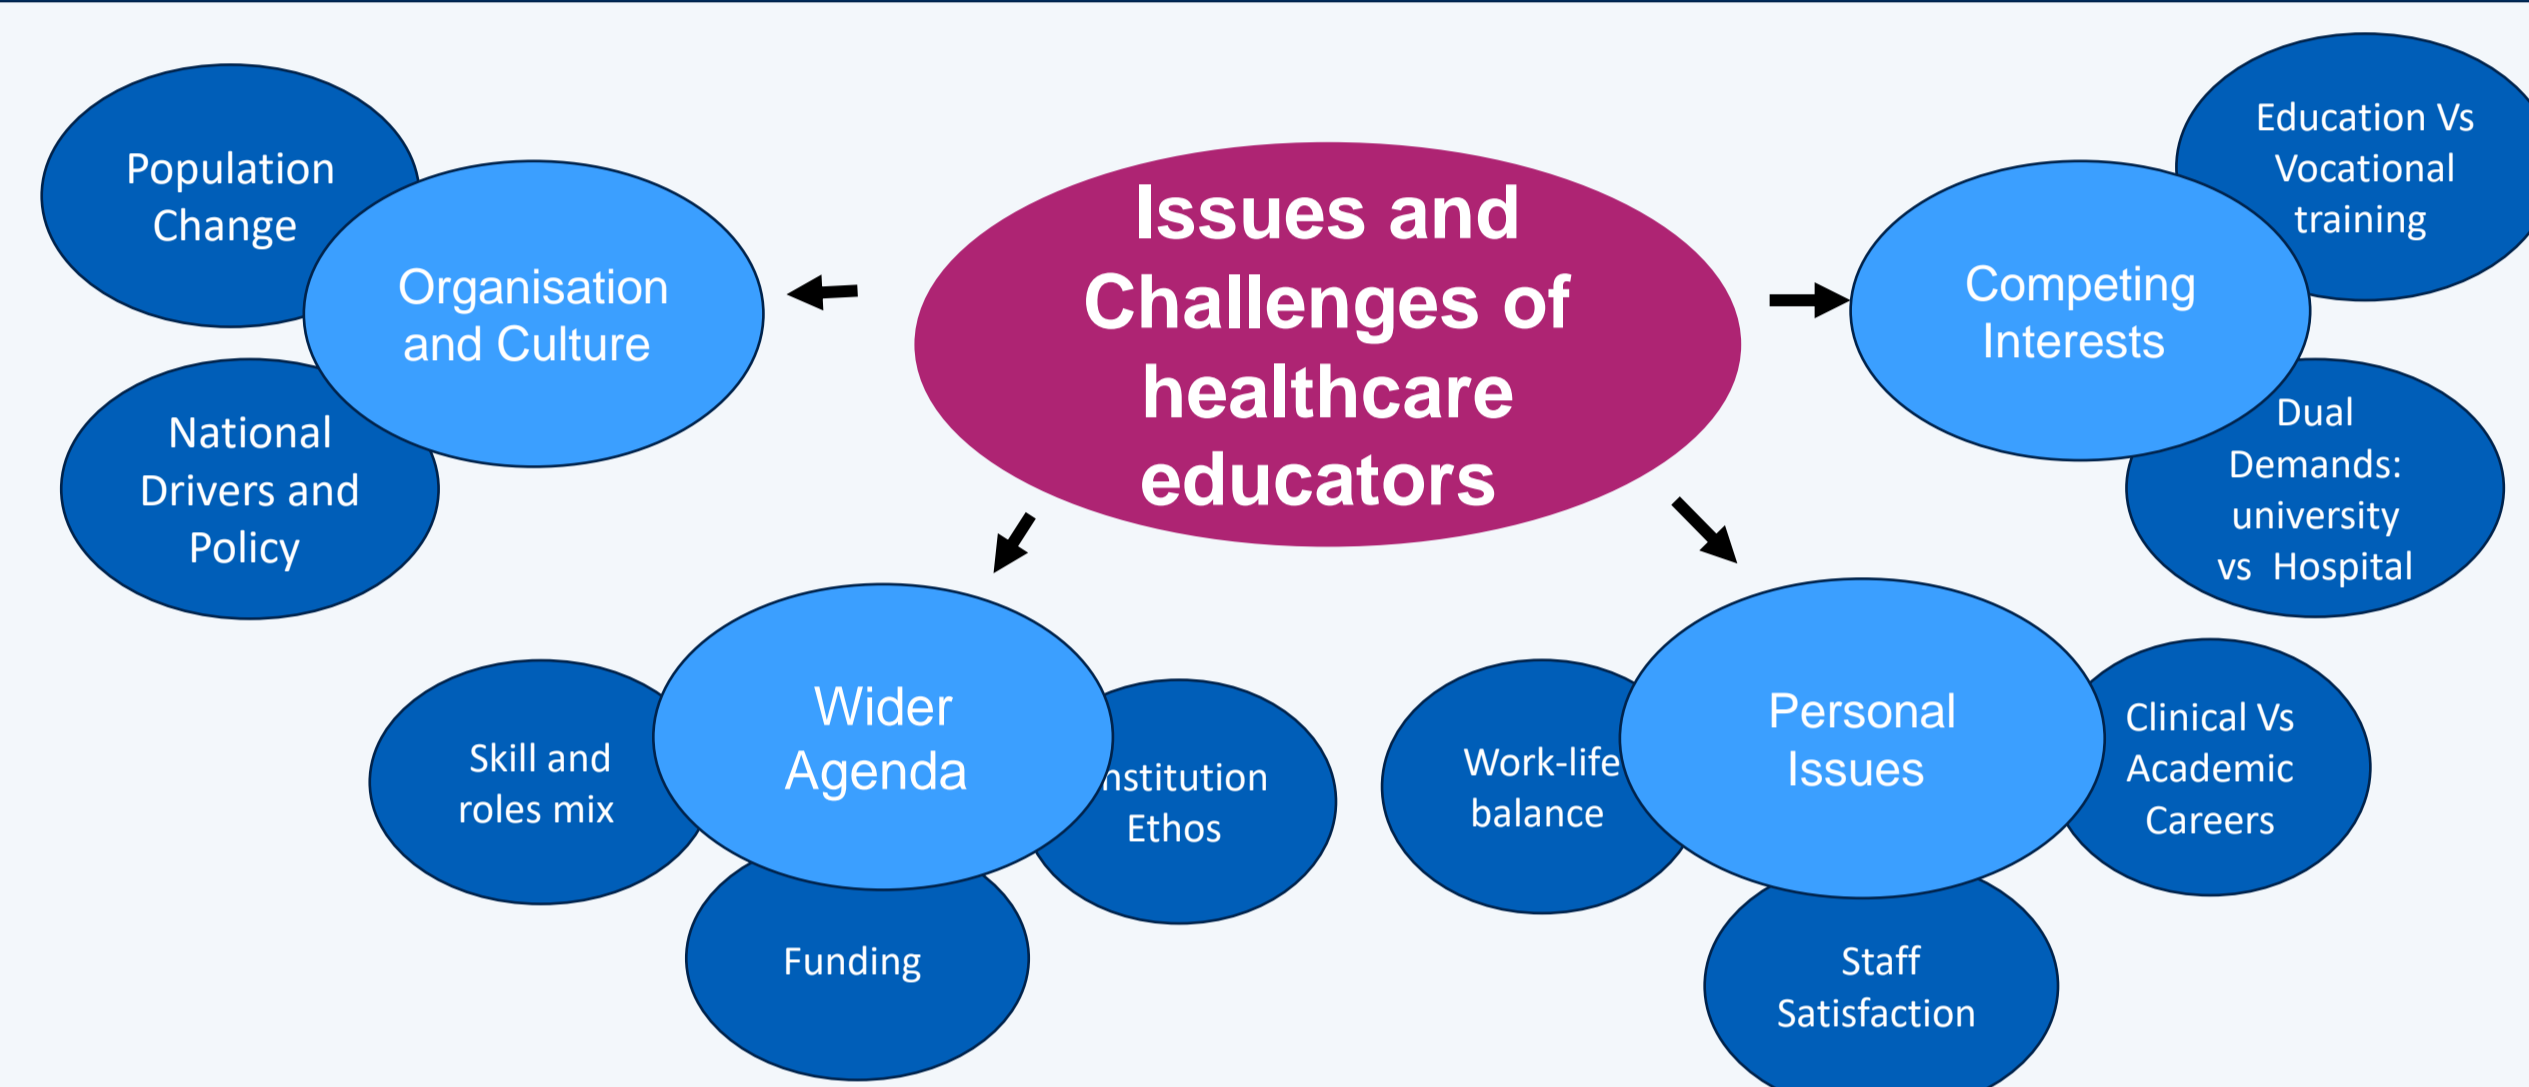 Issues and
Challenges of
healthcare
educators
Organisation
and Culture
Population
Change
National
Drivers and
Policy
Competing
Interests
Education Vs
Vocational
training
Dual
Demands:
university
vs  Hospital
Wider
Agenda
Skill and
roles mix
Funding
nstitution
Ethos
Personal
Issues
Work-life
balance
Staff
Satisfaction
Clinical Vs
Academic
Careers